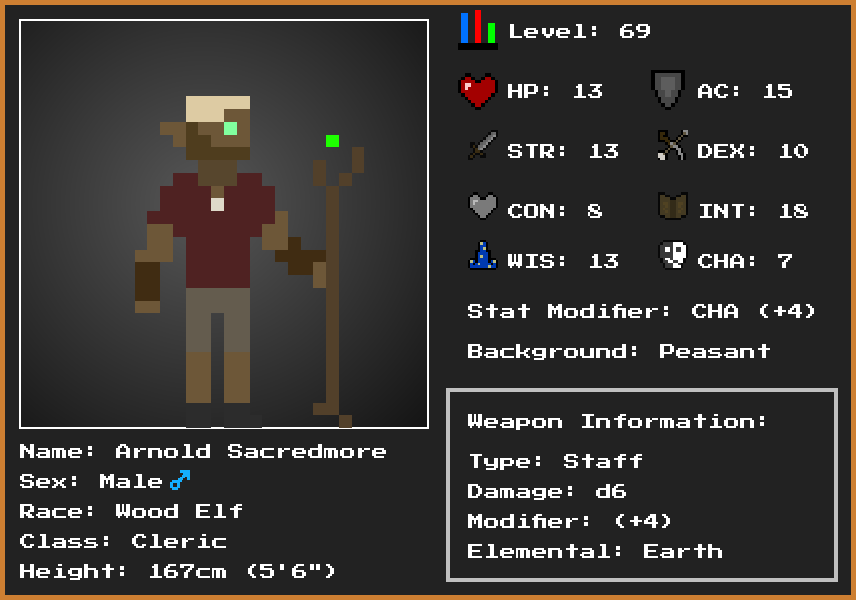 Level: 69
HP: 13 AC: 15
STR: 13 DEX: 10
CON: 8 INT: 18
WIS: 13 CHA: 7
Stat Modifier: CHA (+4)
Background: Peasant
Weapon Information:
Type: Staff
Damage: d6
Modifier: (+4)
Elemental: Earth
Name: Arnold Sacredmore
Sex: Male♂
Race: Wood Elf
Class: Cleric
Height: 167cm (5'6")